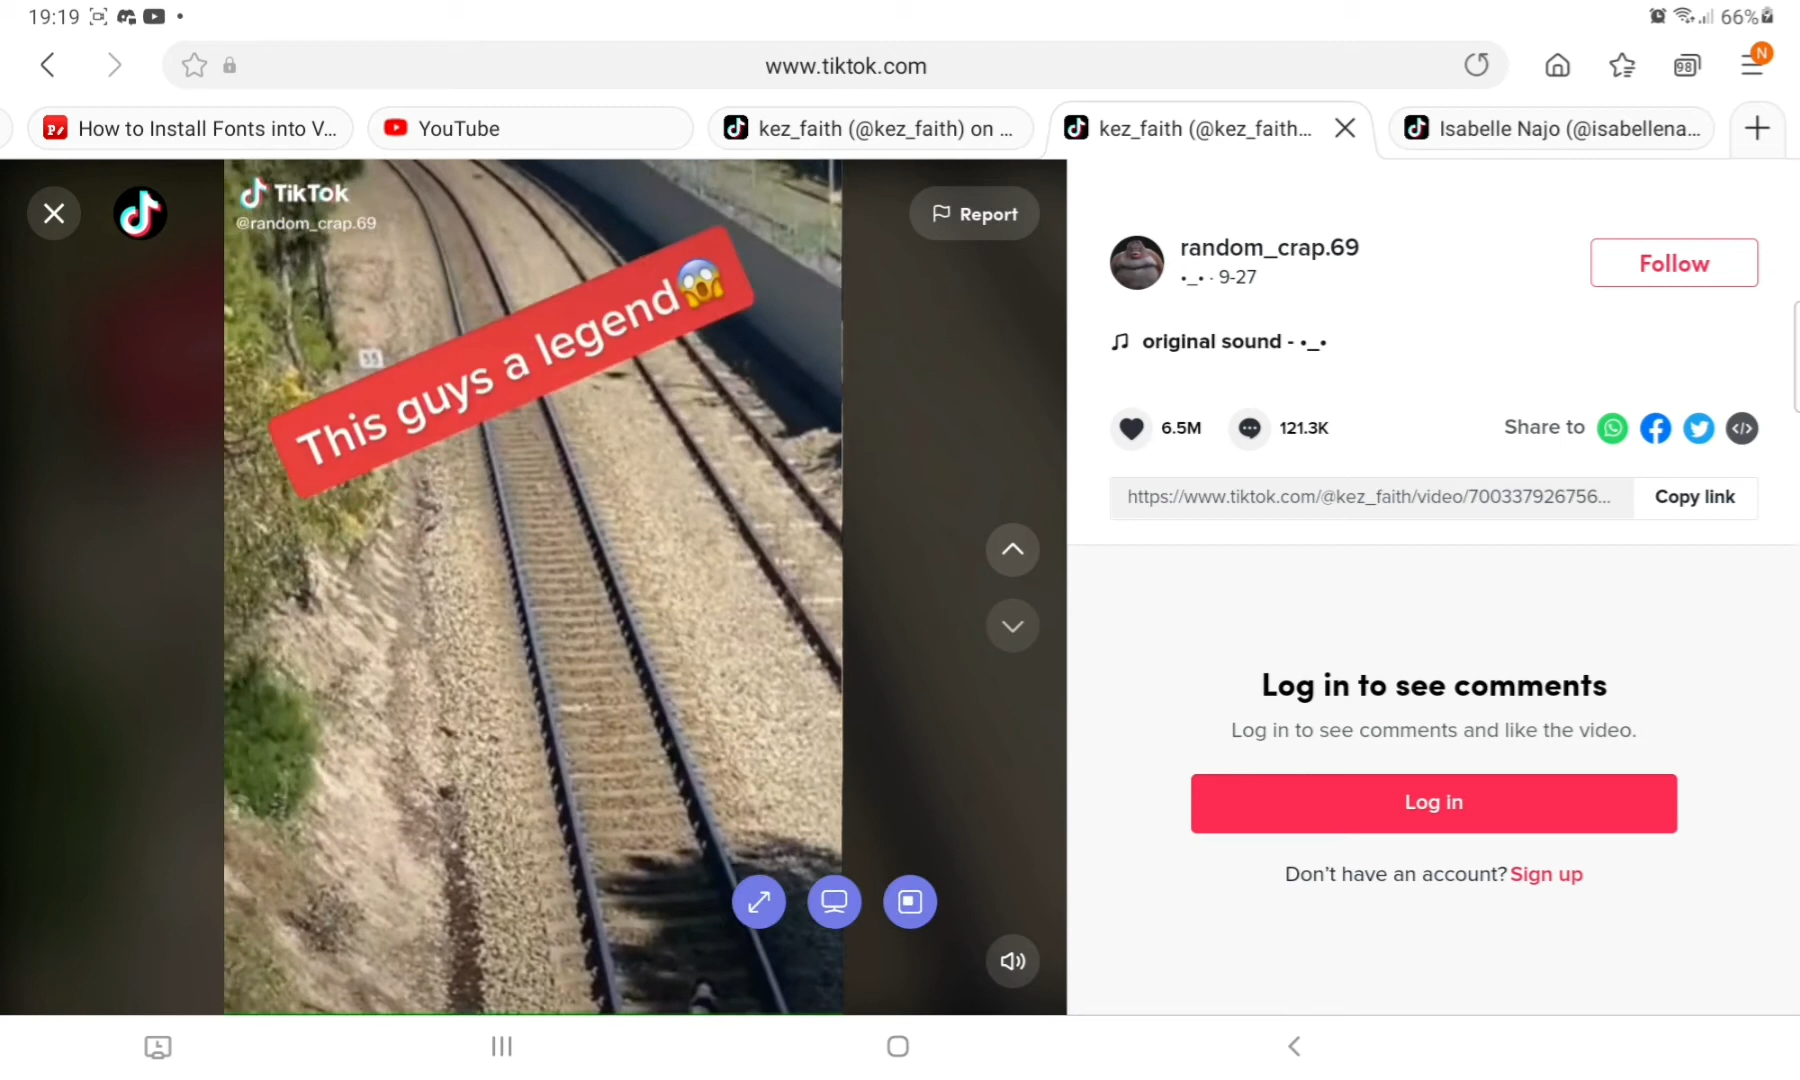 19:19
66%
www.tiktok.com
98
N
How to Install Fonts into V...
YouTube
kez_faith (@kez_faith) on ...
kez_faith (@kez_faith...
Isabelle Najo (@isabellena...
TikTok
@random_crap.69
Report
This guys a legend😱
55
random_crap.69
•_• · 9-27
Follow
original sound - •_•
6.5M
121.3K
Share to
https://www.tiktok.com/@kez_faith/video/700337926756...
Copy link
Log in to see comments
Log in to see comments and like the video.
Log in
Don't have an account? Sign up